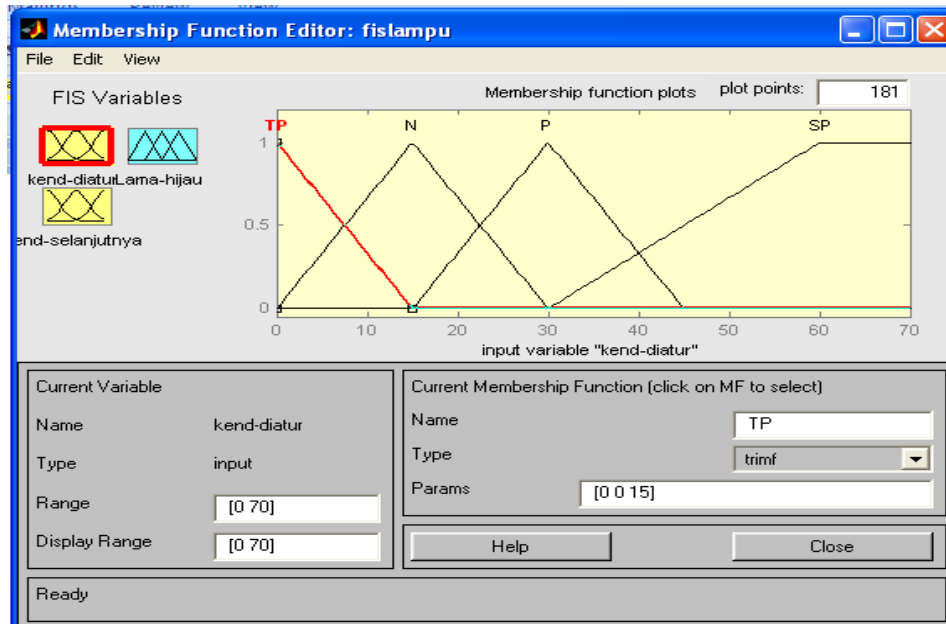 Membership Function Editor: fislampu
File Edit View
FIS Variables
Membership function plots plot points: 181
TP N P SP
kend-diatur Lama-hijau
end-selanjutnya
1
0.5
0
0 10 20 30 40 50 60 70
input variable "kend-diatur"
Current Variable
Name kend-diatur
Type input
Range [0 70]
Display Range [0 70]
Current Membership Function (click on MF to select)
Name TP
Type trimf
Params [0 0 15]
Help Close
Ready